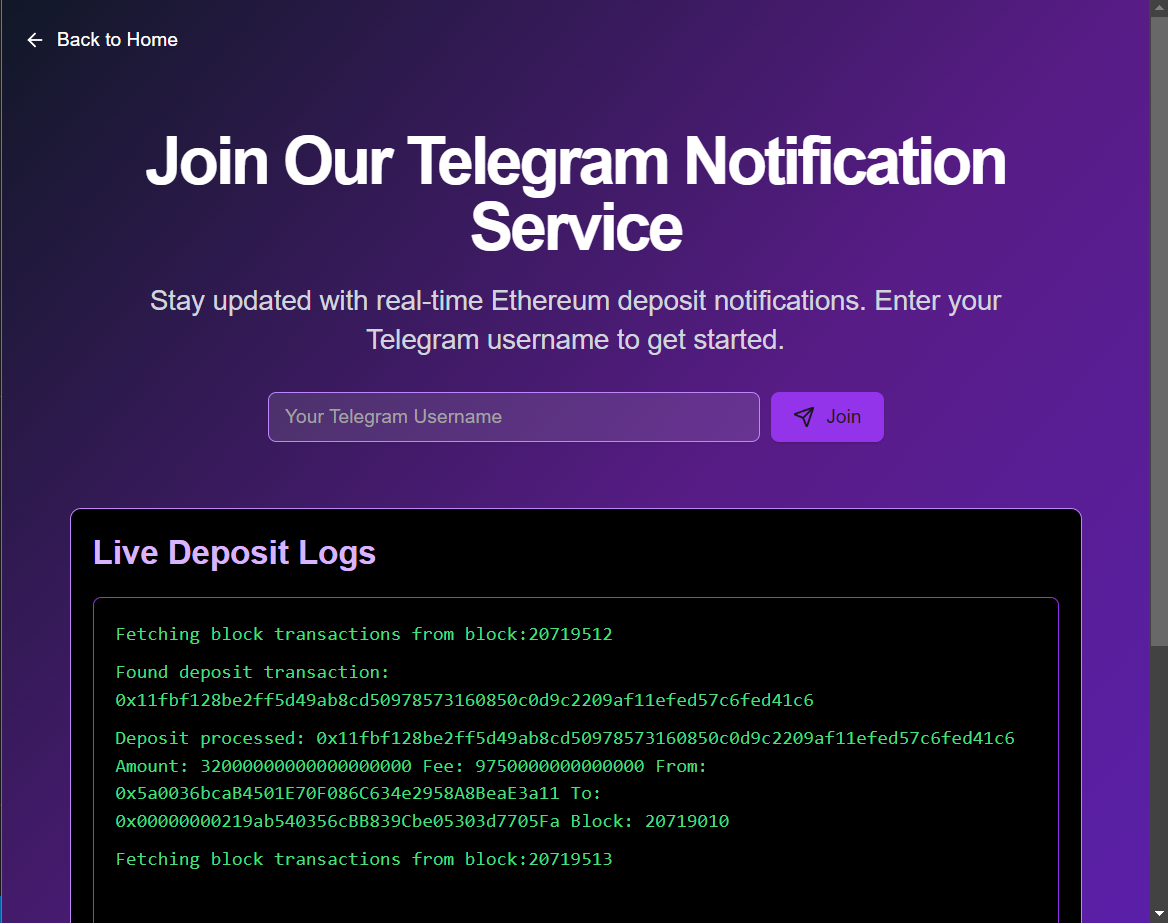 Back to Home
Join Our Telegram Notification
Service
Stay updated with real-time Ethereum deposit notifications. Enter your
Telegram username to get started.
Your Telegram Username
Join
Live Deposit Logs
Fetching block transactions from block:20719512
Found deposit transaction:
0x11fbf128be2ff5d49ab8cd50978573160850c0d9c2209af11efed57c6fed41c6
Deposit processed: 0x11fbf128be2ff5d49ab8cd50978573160850c0d9c2209af11efed57c6fed41c6
Amount: 32000000000000000000 Fee: 9750000000000000 From:
0x5a0036bcaB4501E70F086C634e2958A8BeaE3a11 To:
0x00000000219ab540356cBB839Cbe05303d7705Fa Block: 20719010
Fetching block transactions from block:20719513